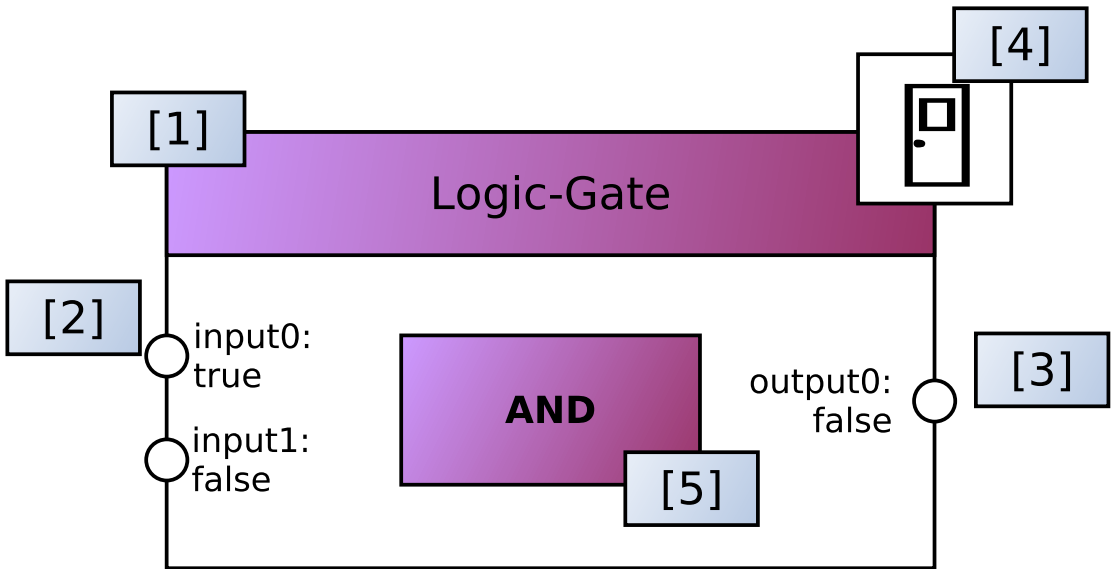 [4]
[1]
Logic-Gate
[2]
input0:
true
[3]
output0:
false
AND
input1:
false
[5]